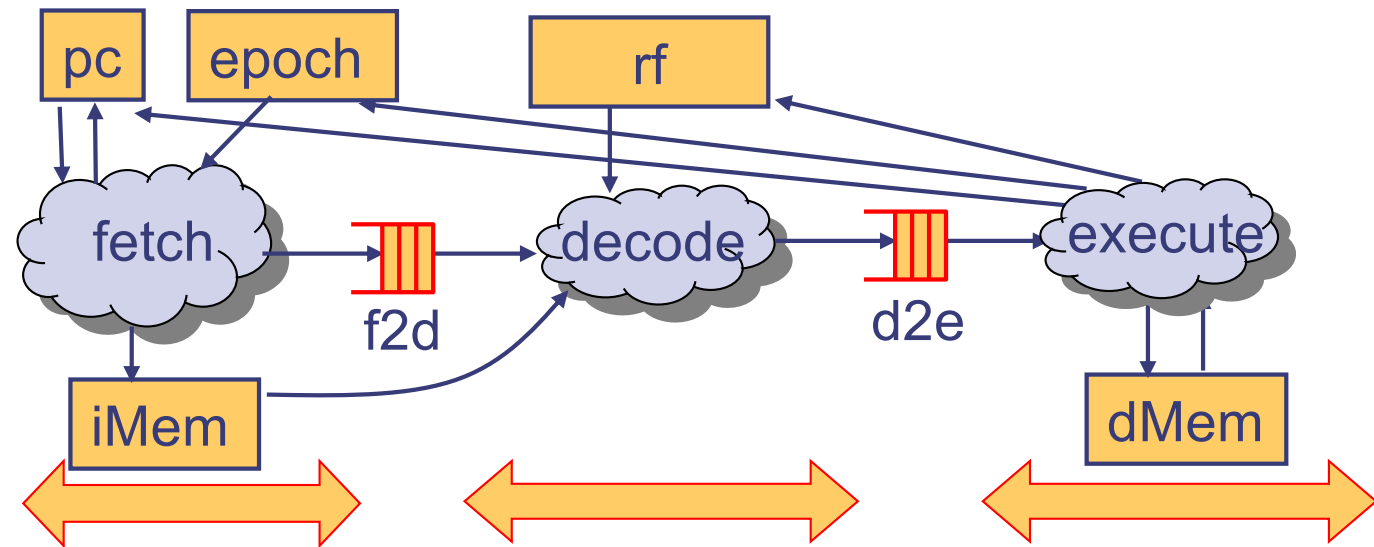 pc
epoch
rf
fetch
decode
execute
f2d
d2e
iMem
dMem